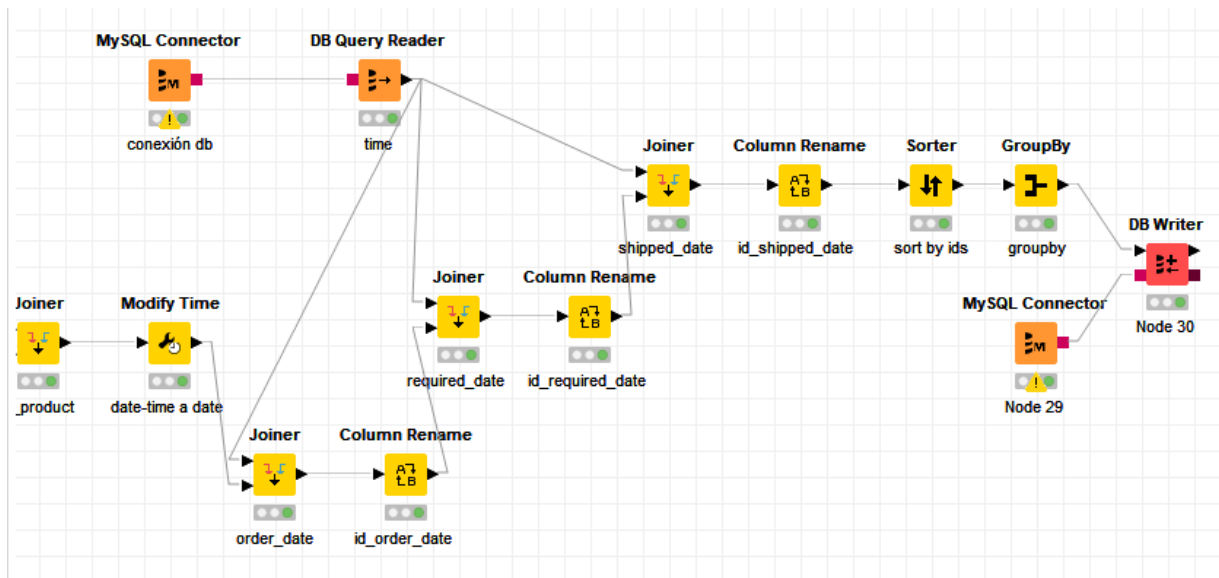 MySQL Connector
DB Query Reader
conexión db
time
Joiner
Column Rename
Sorter
GroupBy
shipped_date
id_shipped_date
sort by ids
groupby
DB Writer
Node 30
Joiner
Column Rename
required_date
id_required_date
MySQL Connector
Node 29
Joiner
Modify Time
_product
date-time a date
Joiner
Column Rename
order_date
id_order_date